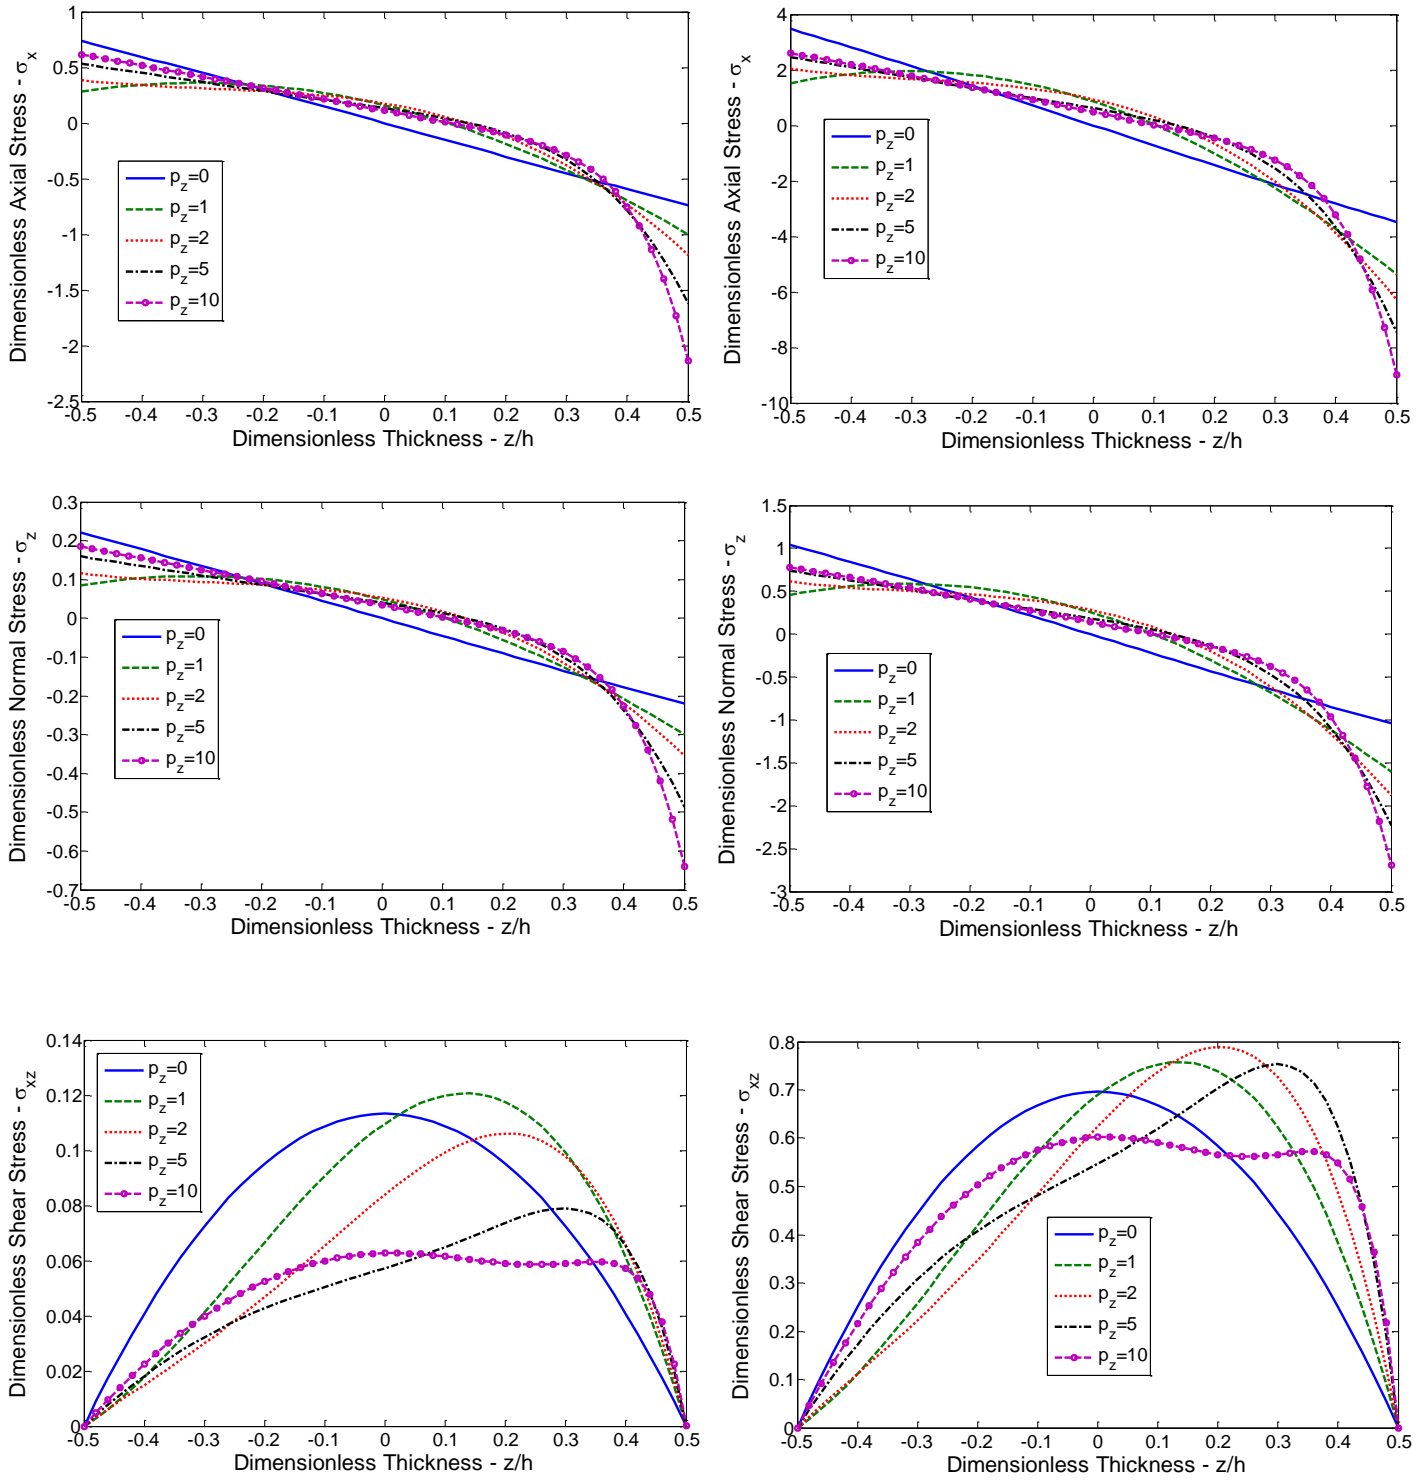 1
0.5
0
-0.5
-1
-1.5
-2
-2.5
Dimensionless Axial Stress - σx
pz=0
pz=1
pz=2
pz=5
pz=10
-0.5 -0.4 -0.3 -0.2 -0.1 0 0.1 0.2 0.3 0.4 0.5
Dimensionless Thickness - z/h
4
2
0
-2
-4
-6
-8
-10
Dimensionless Axial Stress - σx
pz=0
pz=1
pz=2
pz=5
pz=10
-0.5 -0.4 -0.3 -0.2 -0.1 0 0.1 0.2 0.3 0.4 0.5
Dimensionless Thickness - z/h
0.3
0.2
0.1
0
-0.1
-0.2
-0.3
-0.4
-0.5
-0.6
-0.7
Dimensionless Normal Stress - σz
pz=0
pz=1
pz=2
pz=5
pz=10
-0.5 -0.4 -0.3 -0.2 -0.1 0 0.1 0.2 0.3 0.4 0.5
Dimensionless Thickness - z/h
1.5
1
0.5
0
-0.5
-1
-1.5
-2
-2.5
-3
Dimensionless Normal Stress - σz
pz=0
pz=1
pz=2
pz=5
pz=10
-0.5 -0.4 -0.3 -0.2 -0.1 0 0.1 0.2 0.3 0.4 0.5
Dimensionless Thickness - z/h
0.14
0.12
0.1
0.08
0.06
0.04
0.02
0
Dimensionless Shear Stress - σxz
pz=0
pz=1
pz=2
pz=5
pz=10
-0.5 -0.4 -0.3 -0.2 -0.1 0 0.1 0.2 0.3 0.4 0.5
Dimensionless Thickness - z/h
0.8
0.7
0.6
0.5
0.4
0.3
0.2
0.1
0
Dimensionless Shear Stress - σxz
pz=0
pz=1
pz=2
pz=5
pz=10
-0.5 -0.4 -0.3 -0.2 -0.1 0 0.1 0.2 0.3 0.4 0.5
Dimensionless Thickness - z/h